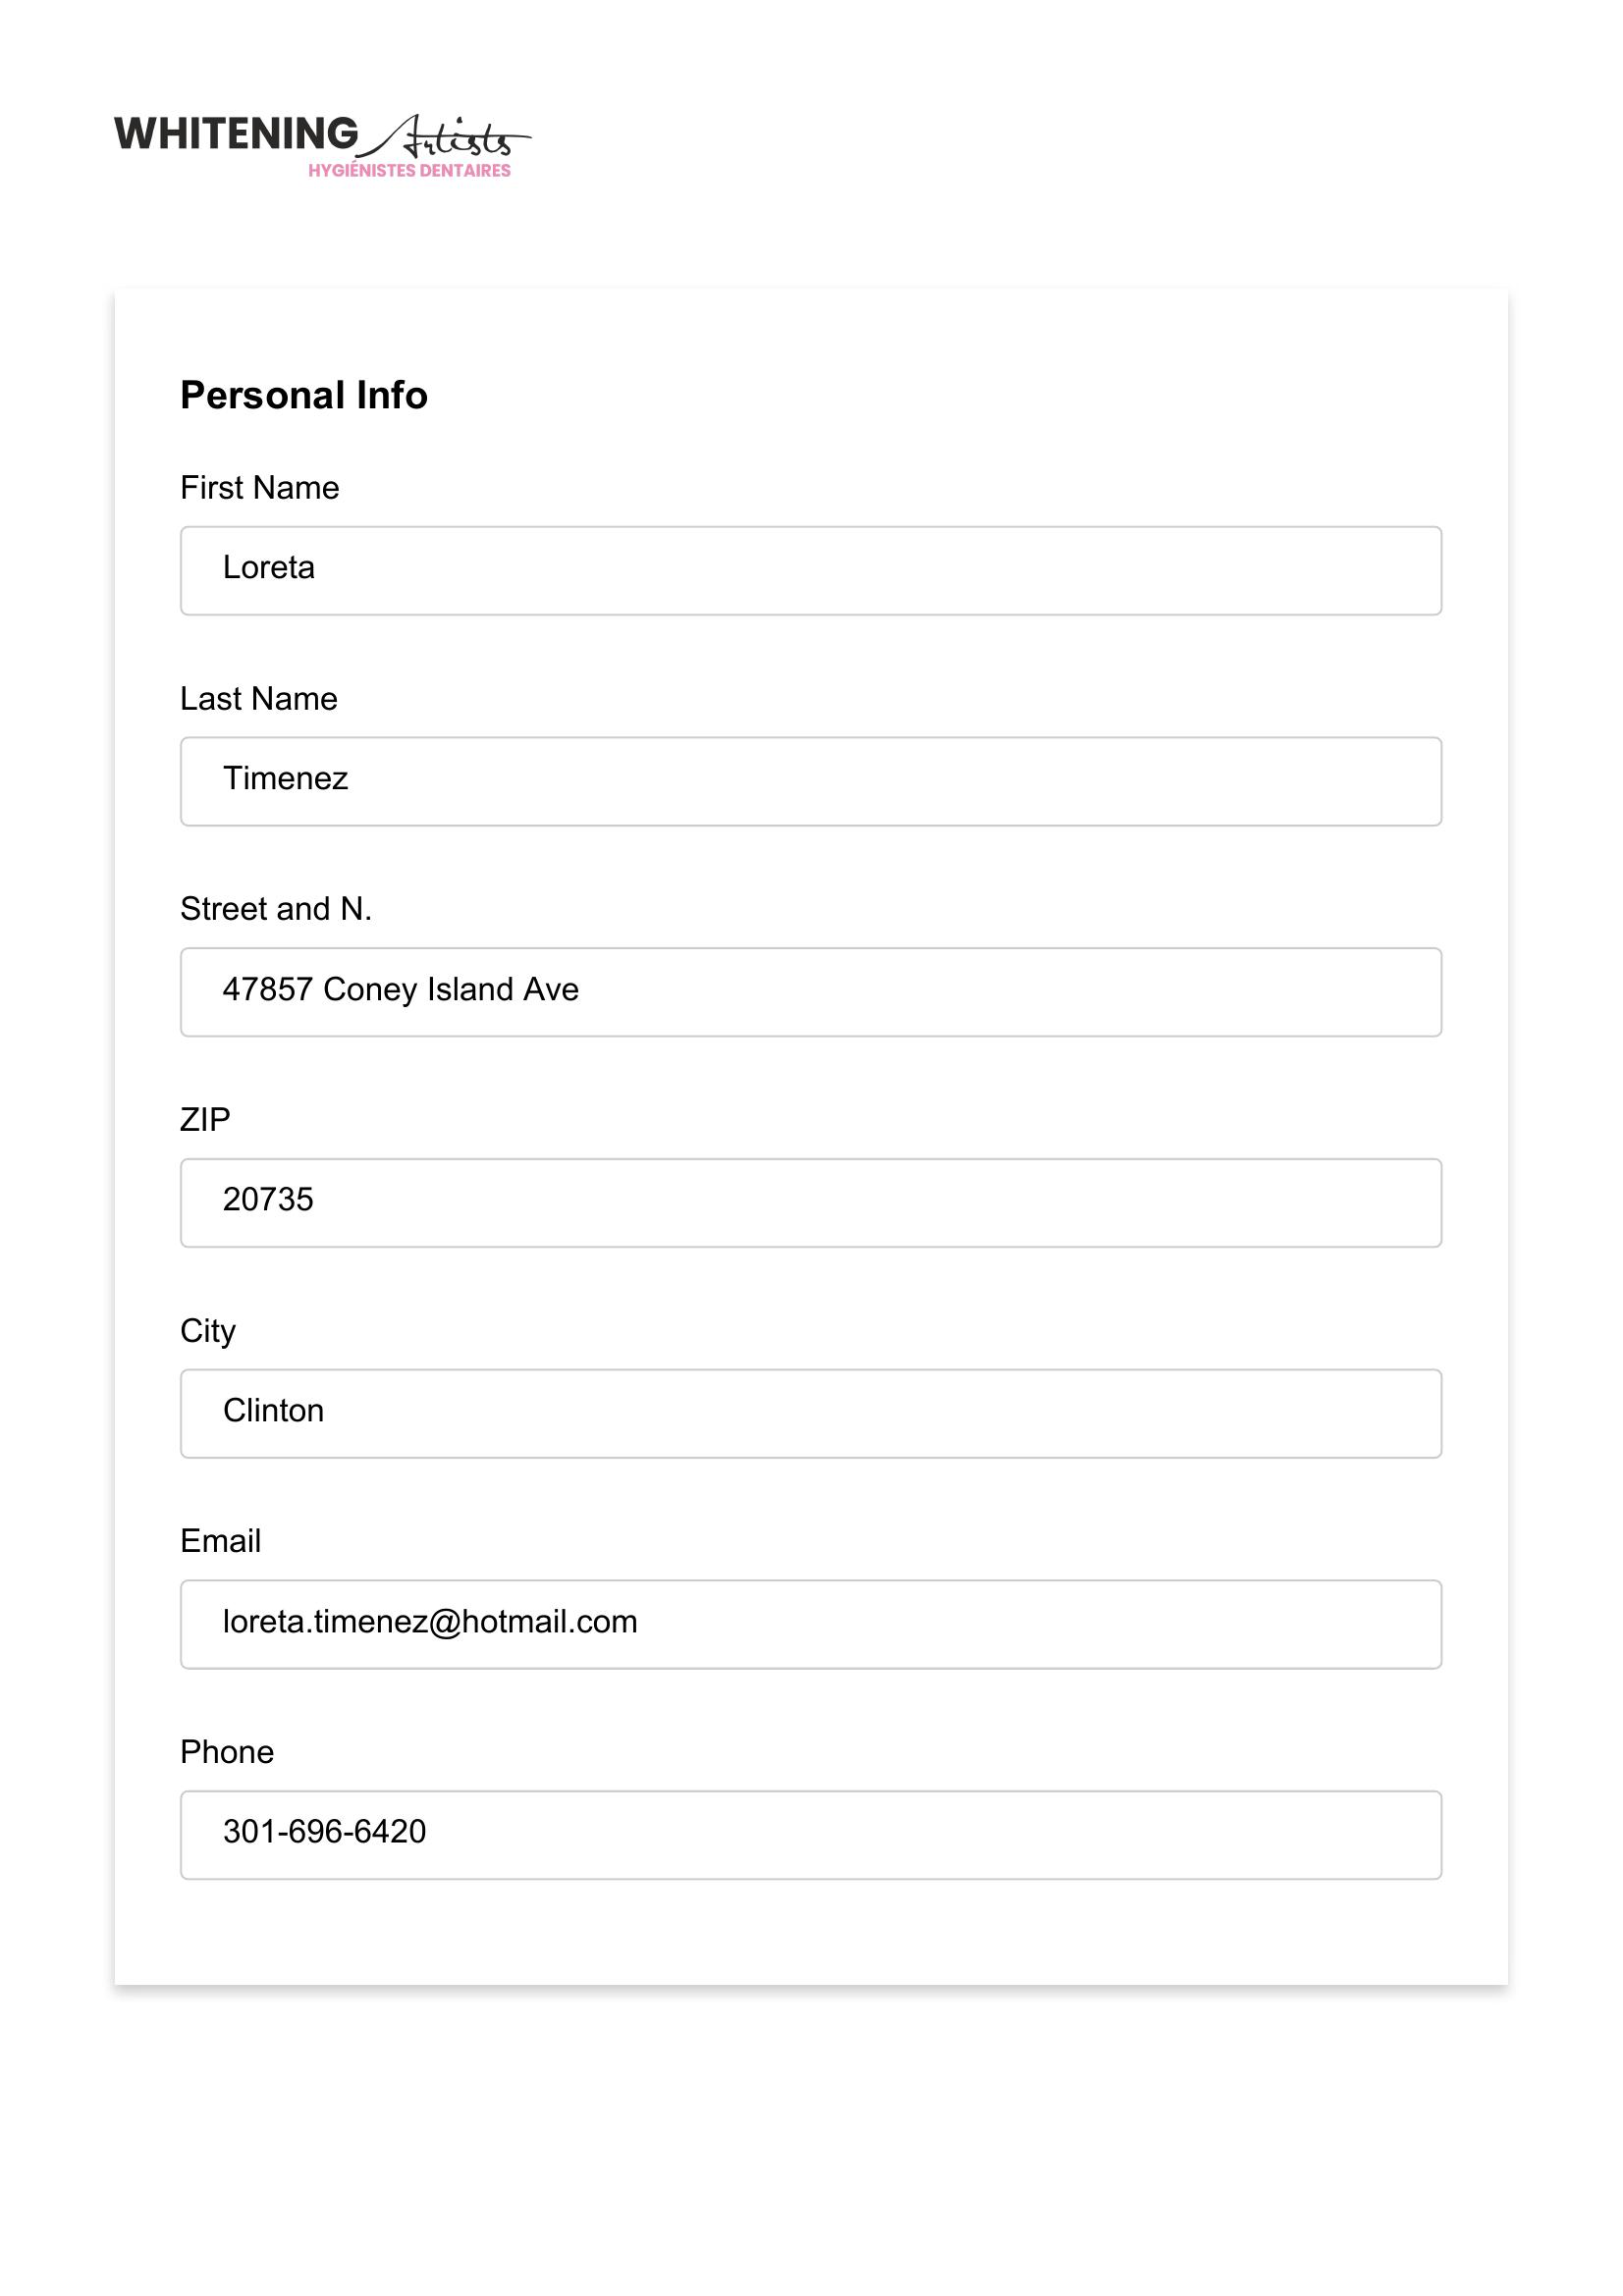 WHITENING Artists
HYGIÉNISTES DENTAIRES
Personal Info
First Name
Loreta
Last Name
Timenez
Street and N.
47857 Coney Island Ave
ZIP
20735
City
Clinton
Email
loreta.timenez@hotmail.com
Phone
301-696-6420